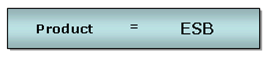 Product = ESB